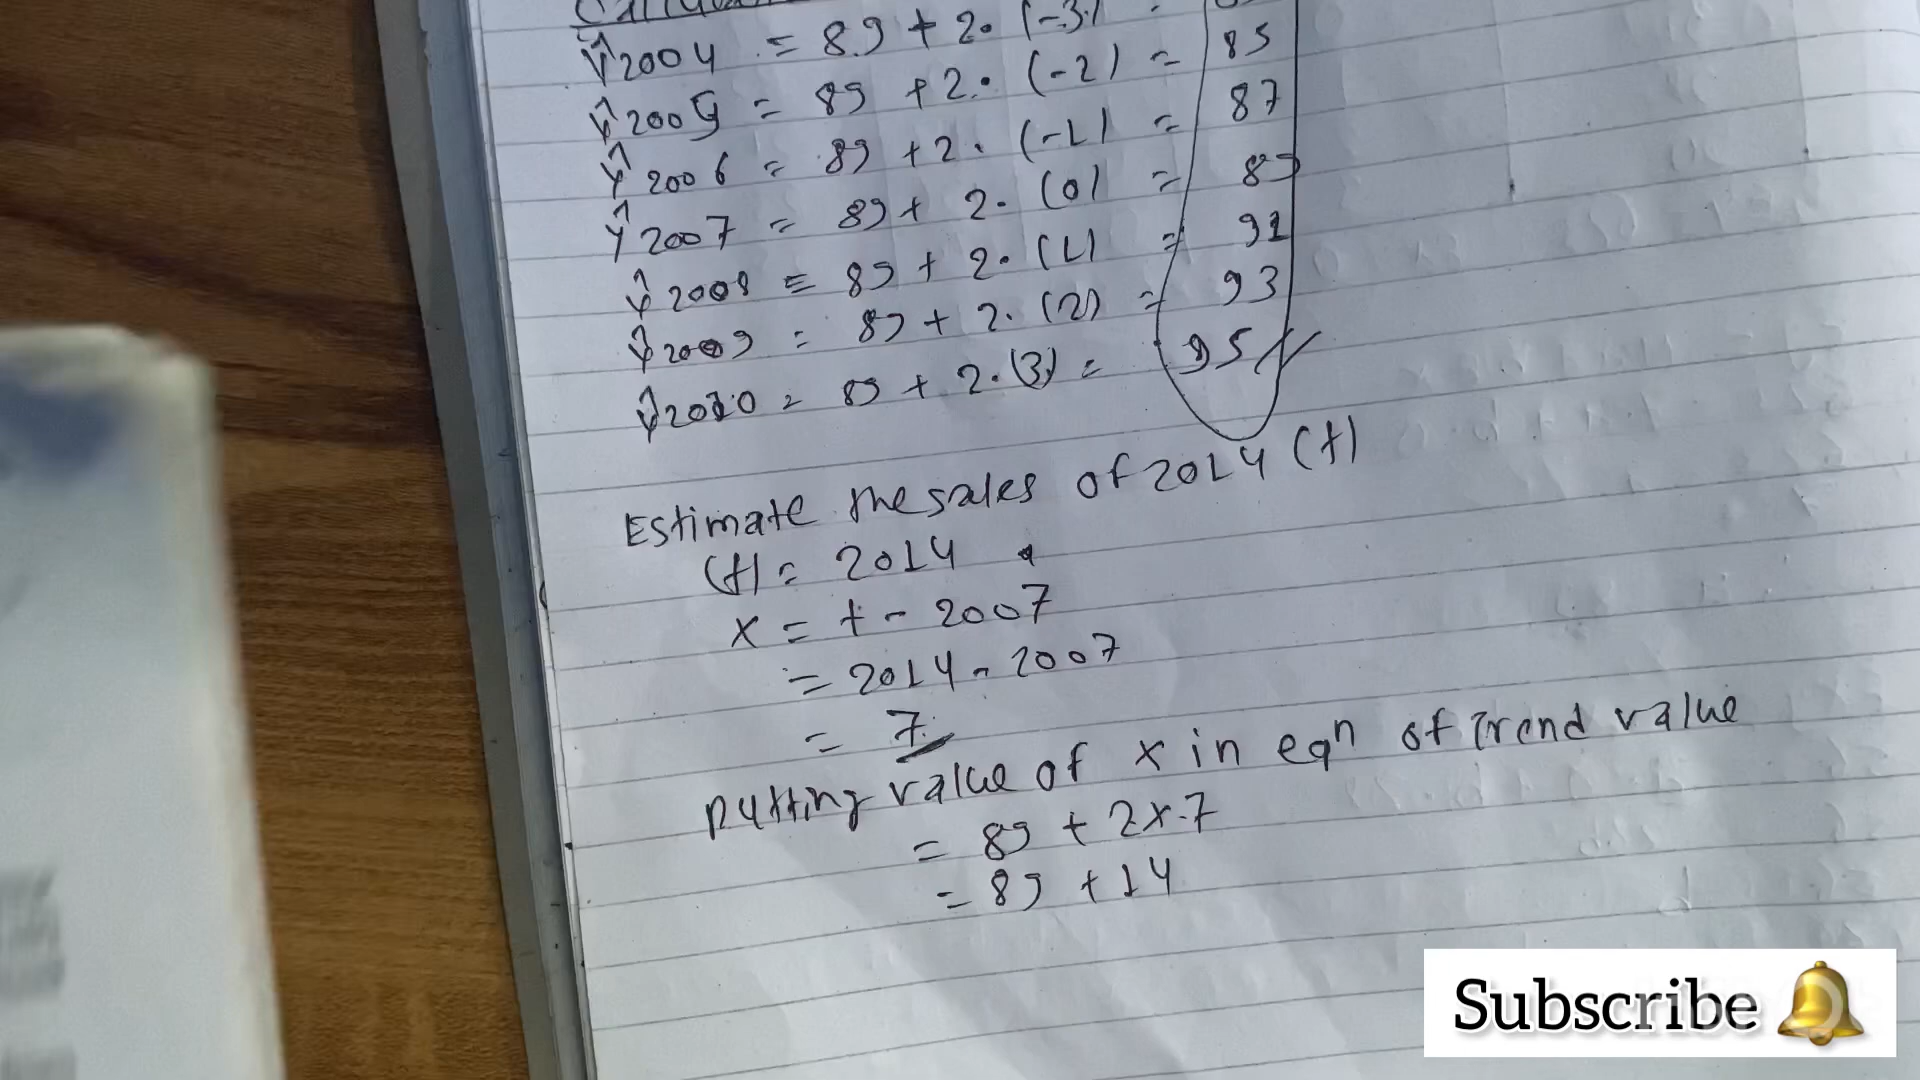 Ŷ2004 = 89 + 2. (-3)
Ŷ2005 = 89 + 2. (-2) = 85
Ŷ2006 = 89 + 2. (-1) = 87
Ŷ2007 = 89 + 2. (0) = 89
Ŷ2008 = 89 + 2. (1) = 91
Ŷ2009 = 89 + 2. (2) = 93
Ŷ2010 = 89 + 2. (3) = 95
Estimate the sales of 2014 (t)
(t) = 2014
x = t - 2007
= 2014 - 2007
= 7
putting value of x in eqn of Trend value
= 89 + 2x7
= 89 + 14
Subscribe